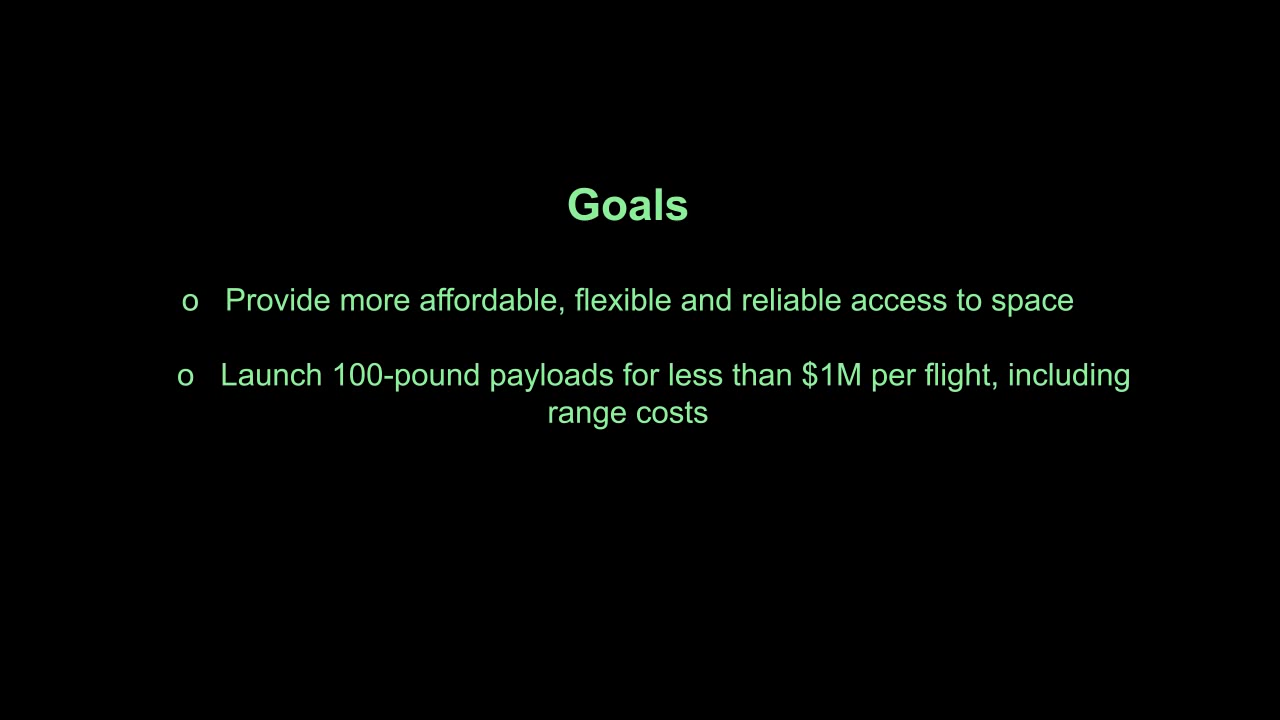 Goals
o Provide more affordable, flexible and reliable access to space
o Launch 100-pound payloads for less than $1M per flight, including
range costs